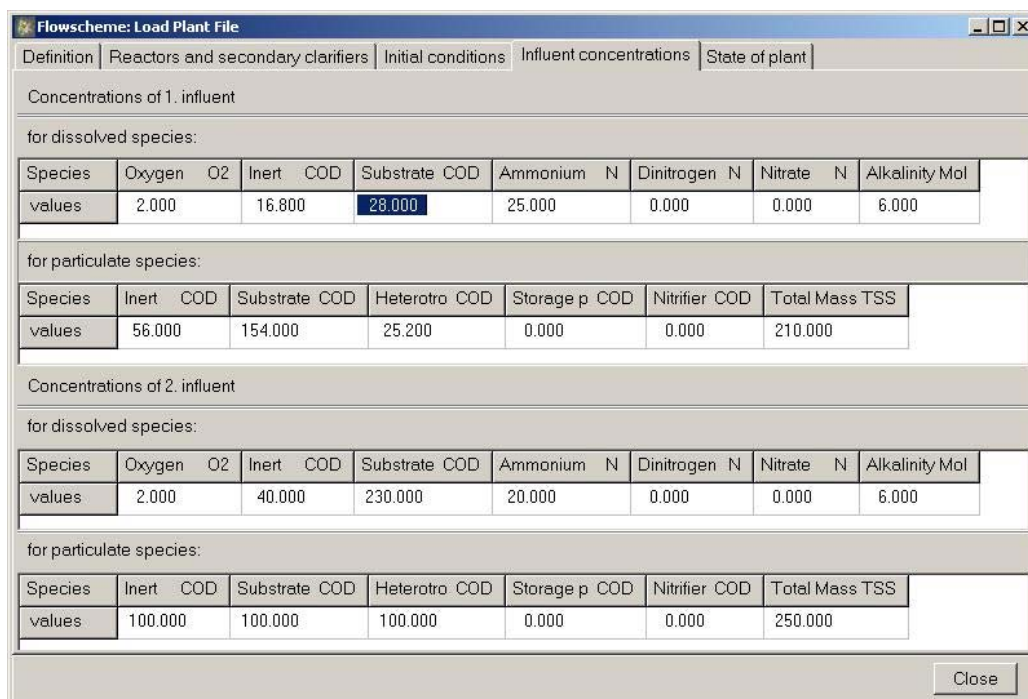 Flowscheme: Load Plant File
Definition Reactors and secondary clarifiers Initial conditions Influent concentrations State of plant
Concentrations of 1. influent
for dissolved species:
Species Oxygen O2 Inert COD Substrate COD Ammonium N Dinitrogen N Nitrate N Alkalinity Mol
values 2.000 16.800 28.000 25.000 0.000 0.000 6.000
for particulate species:
Species Inert COD Substrate COD Heterotro COD Storage p COD Nitrifier COD Total Mass TSS
values 56.000 154.000 25.200 0.000 0.000 210.000
Concentrations of 2. influent
for dissolved species:
Species Oxygen O2 Inert COD Substrate COD Ammonium N Dinitrogen N Nitrate N Alkalinity Mol
values 2.000 40.000 230.000 20.000 0.000 0.000 6.000
for particulate species:
Species Inert COD Substrate COD Heterotro COD Storage p COD Nitrifier COD Total Mass TSS
values 100.000 100.000 100.000 0.000 0.000 250.000
Close